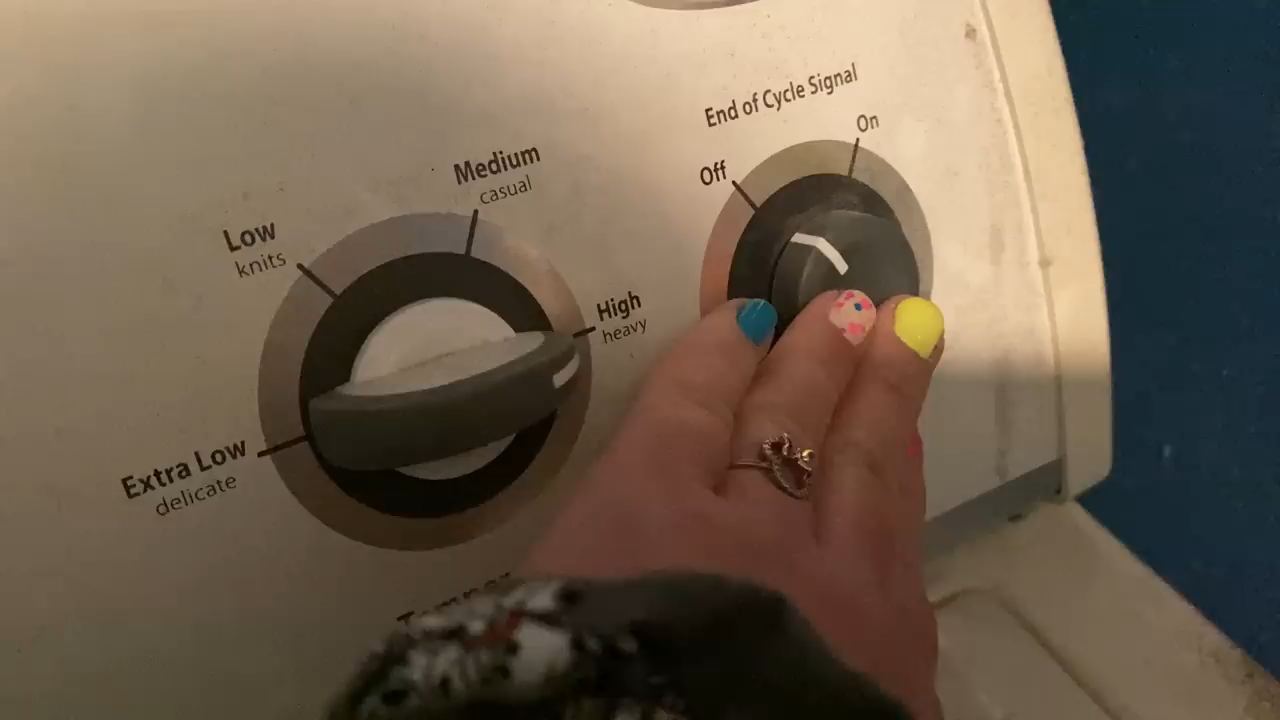 End of Cycle Signal
Off
On
Medium
casual
Low
knits
High
heavy
Extra Low
delicate